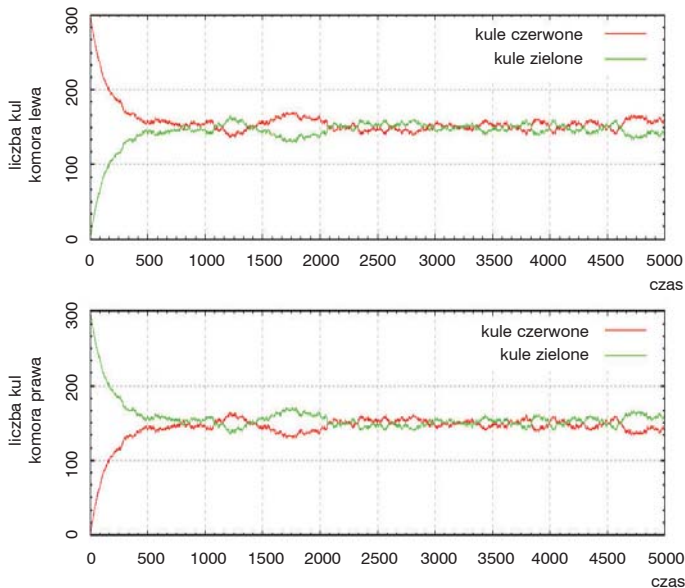 liczba kul
komora lewa
300
200
100
0
kule czerwone
kule zielone
0 500 1000 1500 2000 2500 3000 3500 4000 4500 5000
czas
liczba kul
komora prawa
300
200
100
0
kule czerwone
kule zielone
0 500 1000 1500 2000 2500 3000 3500 4000 4500 5000
czas